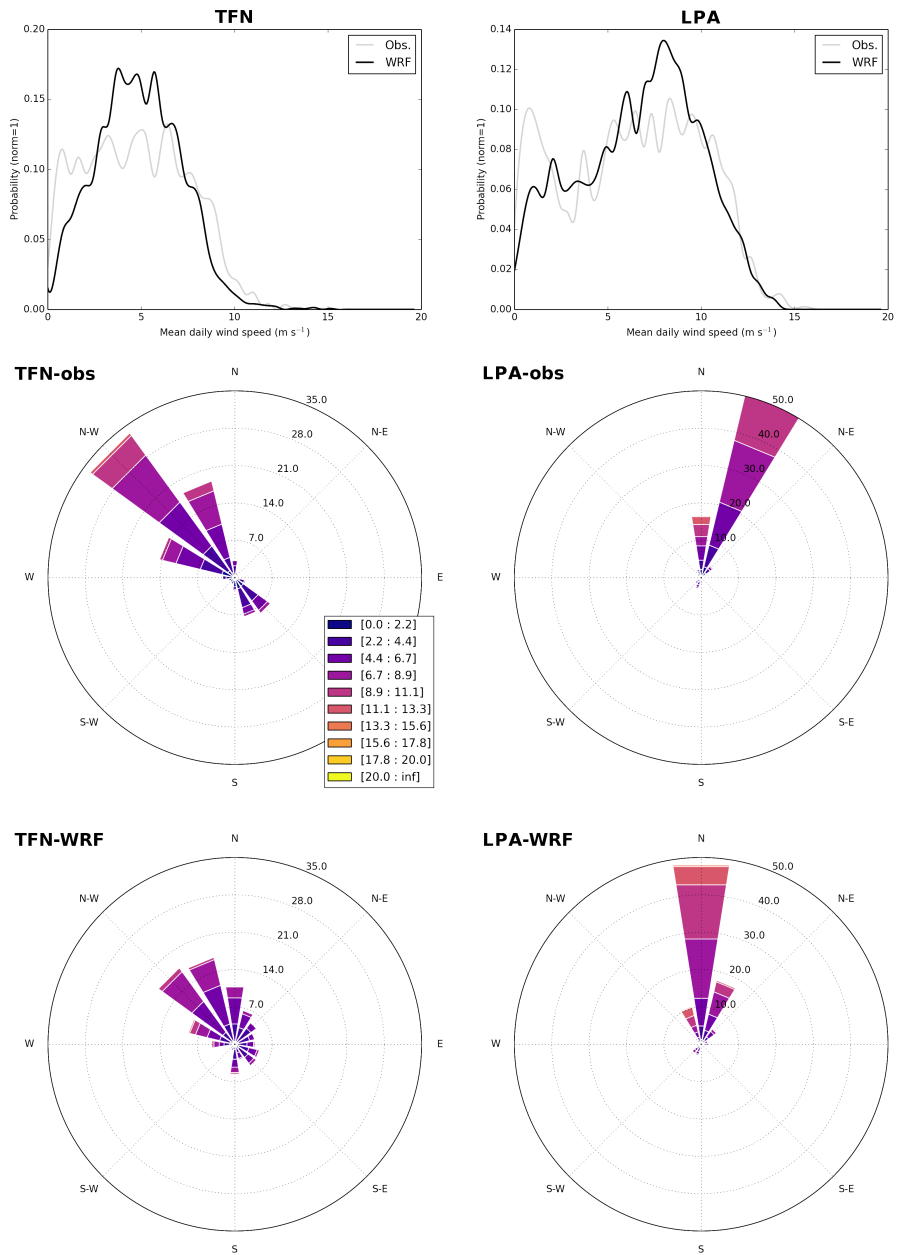 TFN
LPA
0.20
0.15
0.10
0.05
0.00
Probability (norm=1)
Obs.
WRF
0
5
10
15
20
Mean daily wind speed (m s⁻¹)
0.14
0.12
0.10
0.08
0.06
0.04
0.02
0.00
Probability (norm=1)
Obs.
WRF
0
5
10
15
20
Mean daily wind speed (m s⁻¹)
TFN-obs
N
N-E
E
S
S-W
W
N-W
35.0
28.0
21.0
14.0
7.0
[0.0 : 2.2]
[2.2 : 4.4]
[4.4 : 6.7]
[6.7 : 8.9]
[8.9 : 11.1]
[11.1 : 13.3]
[13.3 : 15.6]
[15.6 : 17.8]
[17.8 : 20.0]
[20.0 : inf]
LPA-obs
N
N-E
E
S-E
S
S-W
W
N-W
50.0
40.0
30.0
20.0
10.0
TFN-WRF
N
N-E
E
S-E
S
S-W
W
N-W
35.0
28.0
21.0
14.0
7.0
LPA-WRF
N
N-E
E
S-E
S
S-W
W
N-W
50.0
40.0
30.0
20.0
10.0